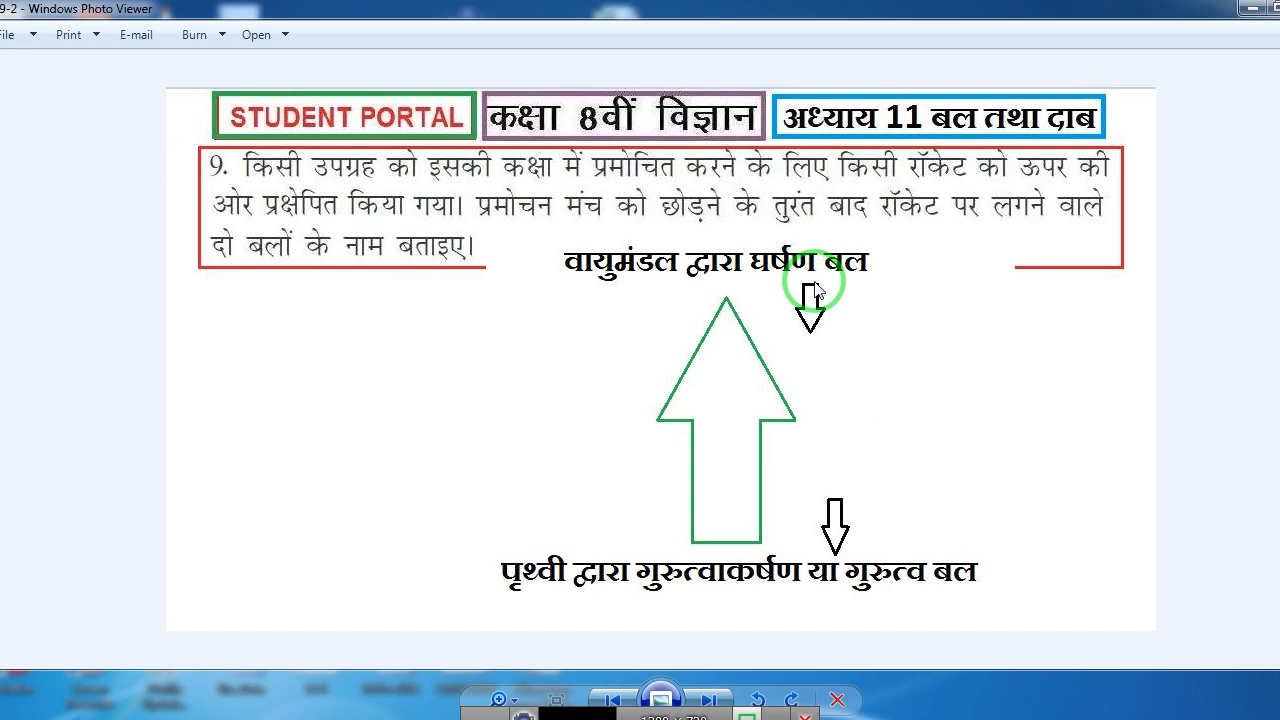 9-2 - Windows Photo Viewer
File Print E-mail Burn Open
STUDENT PORTAL कक्षा 8वीं विज्ञान अध्याय 11 बल तथा दाब
9. किसी उपग्रह को इसकी कक्षा में प्रमोचित करने के लिए किसी रॉकेट को ऊपर की
ओर प्रक्षेपित किया गया। प्रमोचन मंच को छोड़ने के तुरंत बाद रॉकेट पर लगने वाले
दो बलों के नाम बताइए।
वायुमंडल द्वारा घर्षण बल
पृथ्वी द्वारा गुरुत्वाकर्षण या गुरुत्व बल